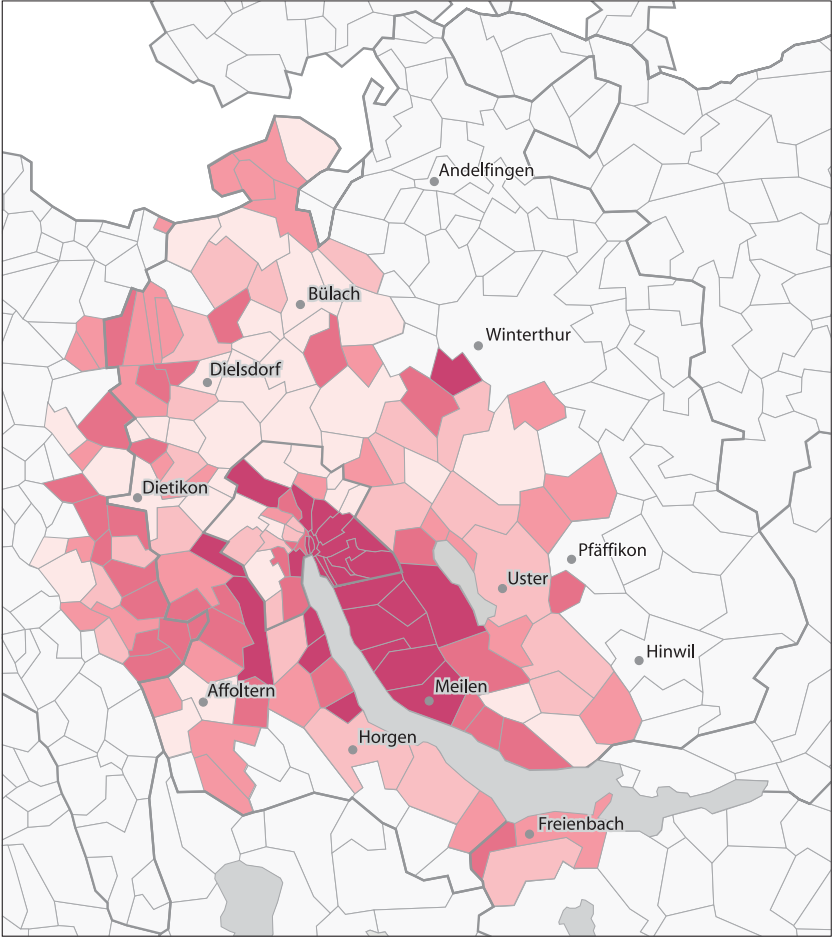 Andelfingen
Bülach
Winterthur
Dielsdorf
Dietikon
Pfäffikon
Uster
Hinwil
Meilen
Affoltern
Horgen
Freienbach